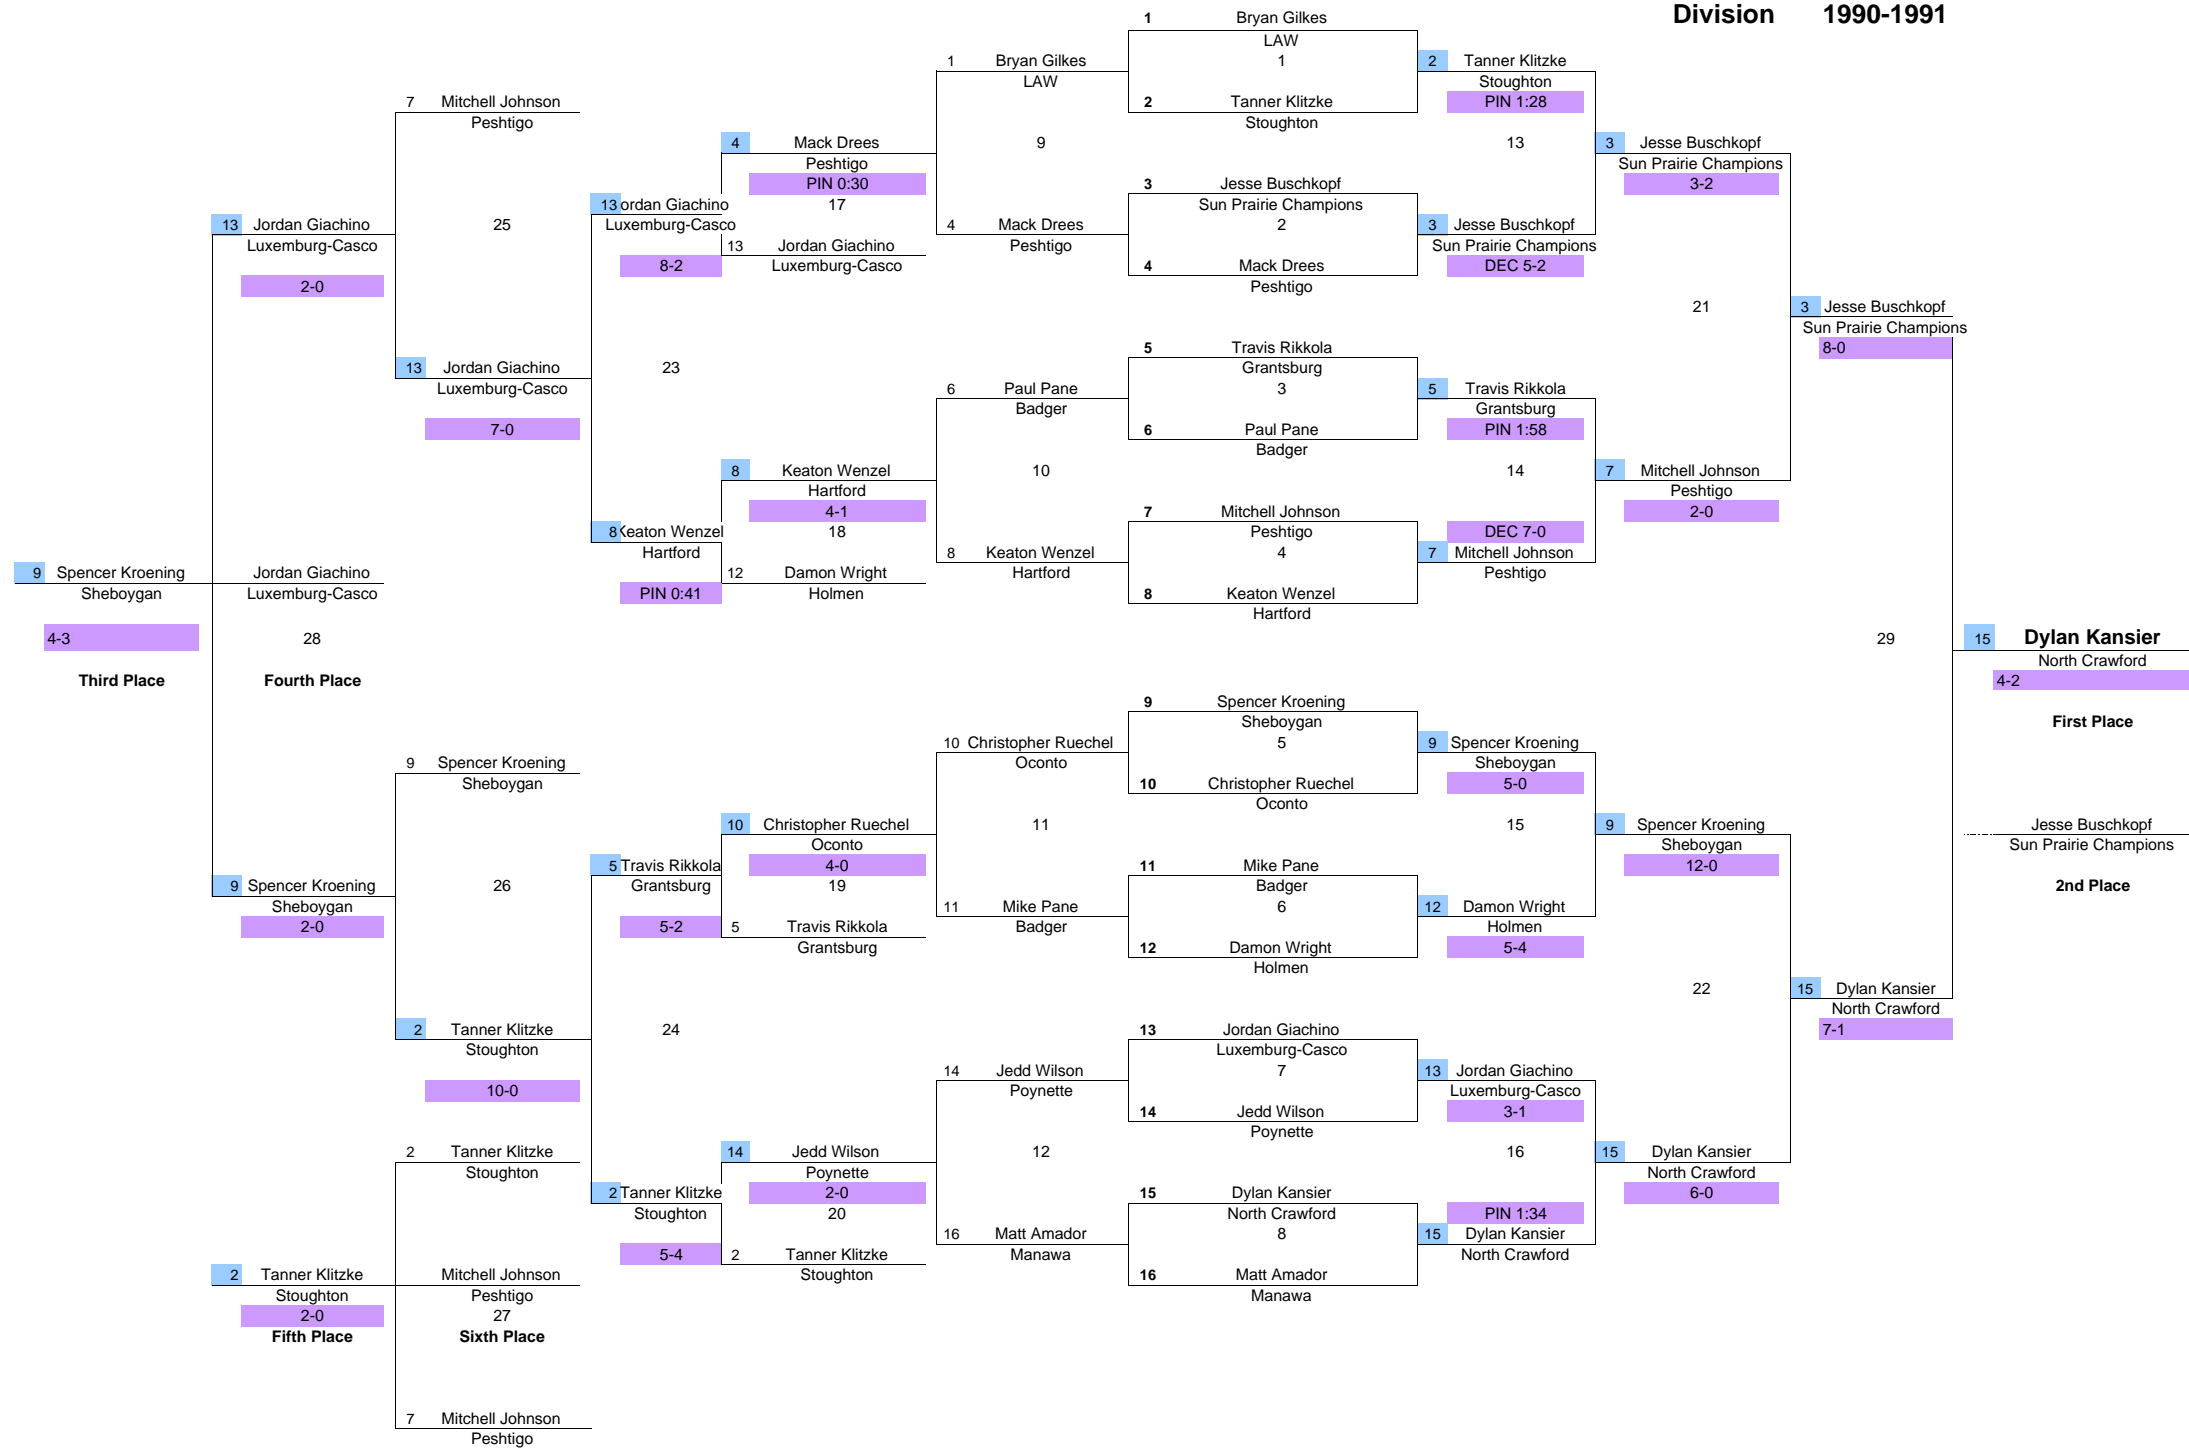 Division 1990-1991
1 Bryan Gilkes
LAW
1 Bryan Gilkes 1 2 Tanner Klitzke
LAW Stoughton
7 Mitchell Johnson 2 Tanner Klitzke PIN 1:28
Peshtigo Stoughton
4 Mack Drees 9 13 3 Jesse Buschkopf
Peshtigo Sun Prairie Champions
PIN 0:30 3 Jesse Buschkopf 3-2
13 ordan Giachino 17 Sun Prairie Champions
13 Jordan Giachino 25 Luxemburg-Casco 4 Mack Drees 2 3 Jesse Buschkopf
Luxemburg-Casco 13 Jordan Giachino Peshtigo Sun Prairie Champions
8-2 Luxemburg-Casco 4 Mack Drees DEC 5-2
2-0 Peshtigo
21 3 Jesse Buschkopf
Sun Prairie Champions
5 Travis Rikkola 8-0
13 Jordan Giachino 23 Grantsburg
Luxemburg-Casco 6 Paul Pane 3 5 Travis Rikkola
Badger Grantsburg
7-0 6 Paul Pane PIN 1:58
Badger
8 Keaton Wenzel 10 14 7 Mitchell Johnson
Hartford Peshtigo
4-1 7 Mitchell Johnson 2-0
8 Keaton Wenzel 18 Peshtigo DEC 7-0
Hartford 8 Keaton Wenzel 4 7 Mitchell Johnson
9 Spencer Kroening Jordan Giachino 12 Damon Wright Hartford Peshtigo
Sheboygan Luxemburg-Casco PIN 0:41 Holmen 8 Keaton Wenzel
Hartford
4-3 28 29 15 Dylan Kansier
North Crawford
Third Place Fourth Place 4-2
9 Spencer Kroening
Sheboygan First Place
10 Christopher Ruechel 5 9 Spencer Kroening
9 Spencer Kroening Oconto Sheboygan
Sheboygan 10 Christopher Ruechel 5-0
Oconto
10 Christopher Ruechel 11 15 9 Spencer Kroening Jesse Buschkopf
Oconto Sheboygan Sun Prairie Champions
5 Travis Rikkola 4-0 11 Mike Pane 12-0
9 Spencer Kroening 26 Grantsburg 19 Badger 2nd Place
Sheboygan 11 Mike Pane 6 12 Damon Wright
2-0 5-2 5 Travis Rikkola Badger Holmen
Grantsburg 12 Damon Wright 5-4
Holmen
22 15 Dylan Kansier
North Crawford
2 Tanner Klitzke 24 13 Jordan Giachino 7-1
Stoughton Luxemburg-Casco
14 Jedd Wilson 7 13 Jordan Giachino
10-0 Poynette Luxemburg-Casco
14 Jedd Wilson 3-1
Poynette
2 Tanner Klitzke 14 Jedd Wilson 12 16 15 Dylan Kansier
Stoughton Poynette North Crawford
2 Tanner Klitzke 2-0 15 Dylan Kansier 6-0
Stoughton 20 North Crawford PIN 1:34
16 Matt Amador 8 15 Dylan Kansier
5-4 2 Tanner Klitzke Manawa North Crawford
2 Tanner Klitzke Mitchell Johnson Stoughton 16 Matt Amador
Stoughton Peshtigo Manawa
2-0 27
Fifth Place Sixth Place
7 Mitchell Johnson
Peshtigo